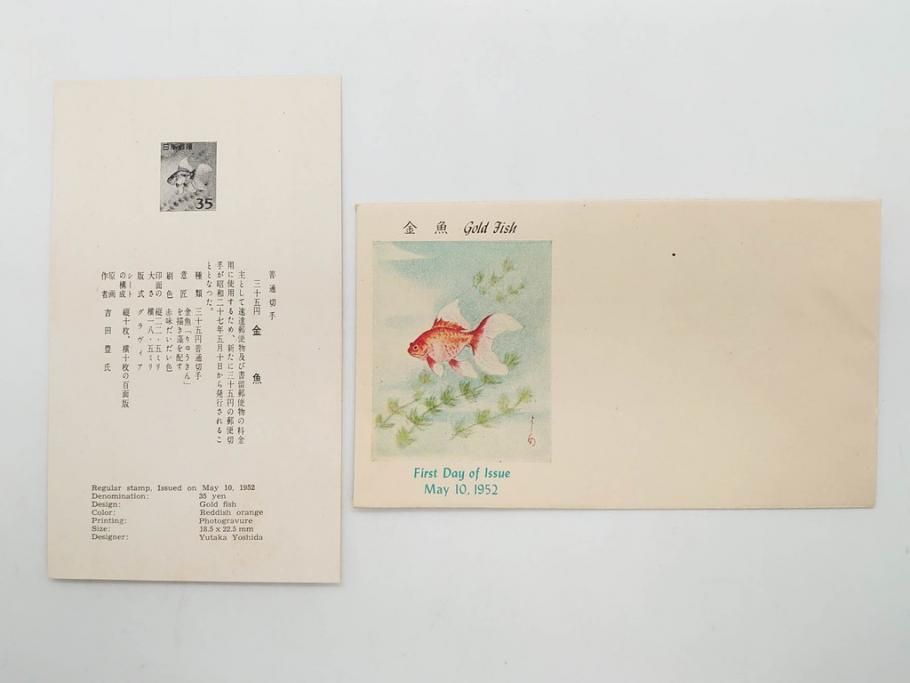 日本郵便
35
普通切手
三十五円 金魚
主として速達郵便物及び書留郵便物の料金
用に使用するため、新たに三十五円の郵便切
手が昭和二十七年五月十日から発行されるこ
ととなつた。
種類 三十五円普通切手
意匠 金魚「りゅうきん」
を描き藻を配す
刷色 赤味だいだい色
印面の大さ 縦二二・五ミリ
横一八・五ミリ
版式 グラヴィア
シートの構成 縦十枚、横十枚の百面版
原画作者 吉田豊氏
Regular stamp, Issued on May 10, 1952
Denomination: 35 yen
Design: Gold fish
Color: Reddish orange
Printing: Photogravure
Size: 18.5 x 22.5 mm
Designer: Yutaka Yoshida
金魚 Gold Fish
First Day of Issue
May 10, 1952